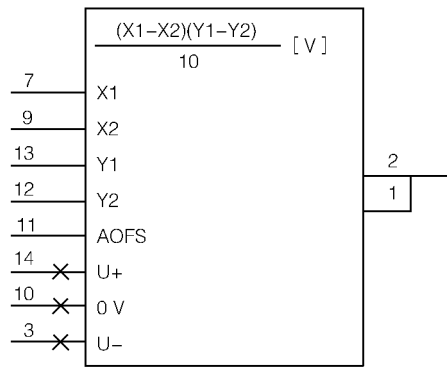 (X1−X2)(Y1−Y2)
10
[ V ]
7 X1
9 X2
13 Y1
12 Y2
11 AOFS
14 U+
10 0 V
3 U−
2
1